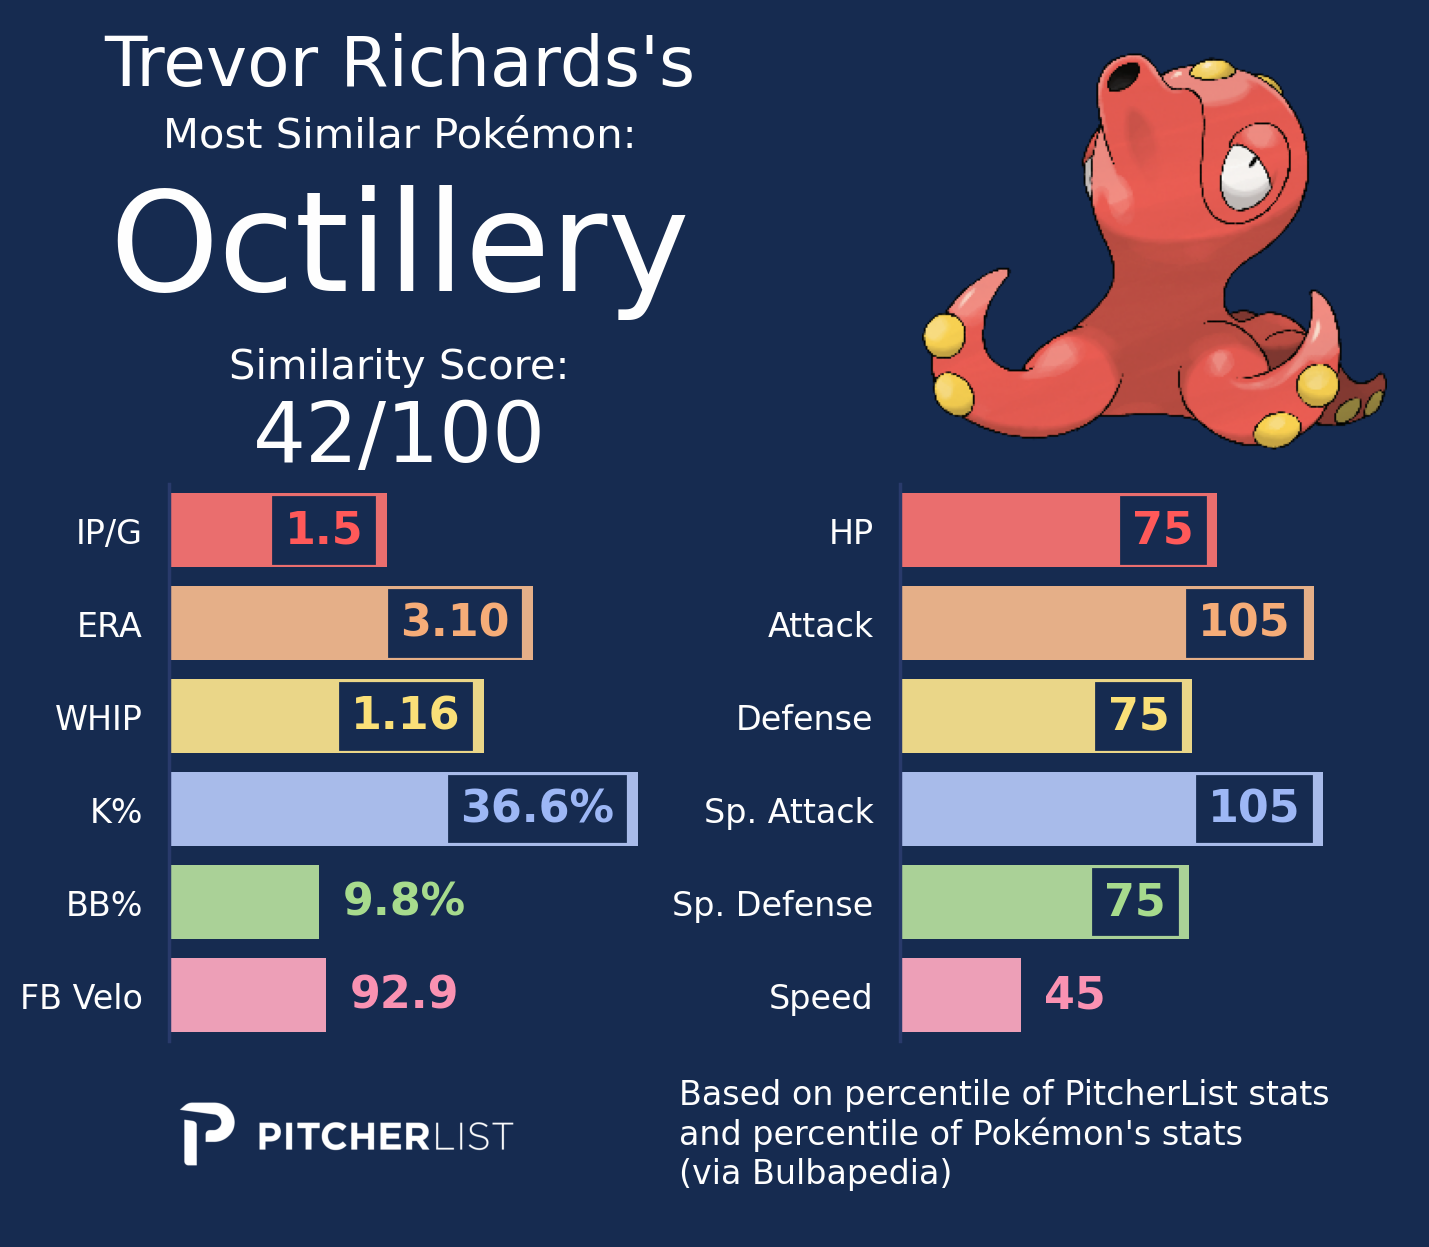 Trevor Richards's
Most Similar Pokémon:
Octillery
Similarity Score:
42/100
IP/G 1.5
ERA 3.10
WHIP 1.16
K% 36.6%
BB% 9.8%
FB Velo 92.9
HP 75
Attack 105
Defense 75
Sp. Attack 105
Sp. Defense 75
Speed 45
PITCHERLIST
Based on percentile of PitcherList stats
and percentile of Pokémon's stats
(via Bulbapedia)